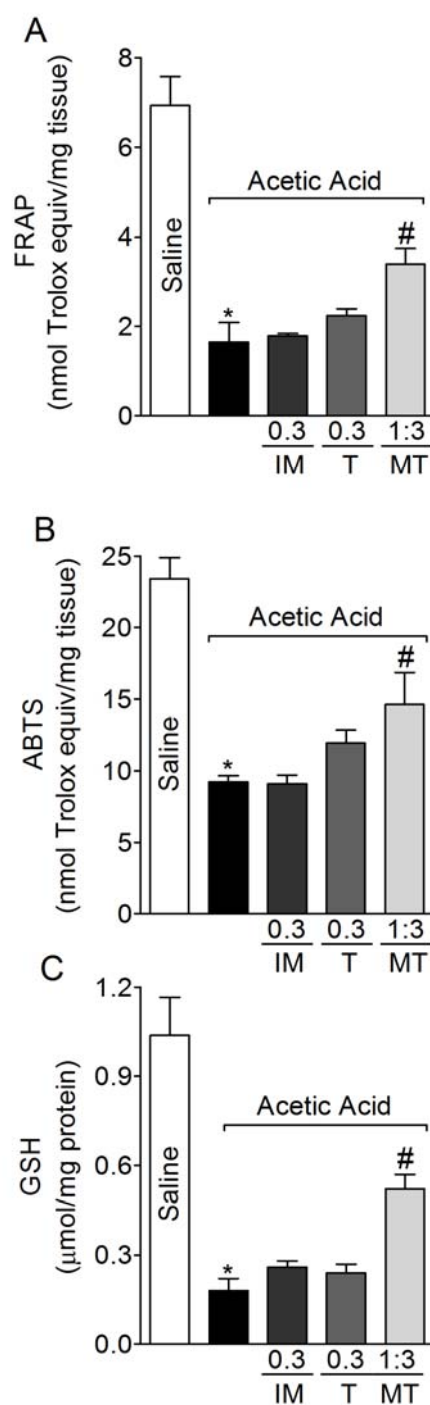 A
FRAP
(nmol Trolox equiv/mg tissue)
8
6
4
2
0
Saline
Acetic Acid
*
#
0.3 0.3 1:3
IM T MT
B
ABTS
(nmol Trolox equiv/mg tissue)
25
20
15
10
5
0
Saline
Acetic Acid
*
#
0.3 0.3 1:3
IM T MT
C
GSH
(μmol/mg protein)
1.2
0.9
0.6
0.3
0.0
Saline
Acetic Acid
*
#
0.3 0.3 1:3
IM T MT